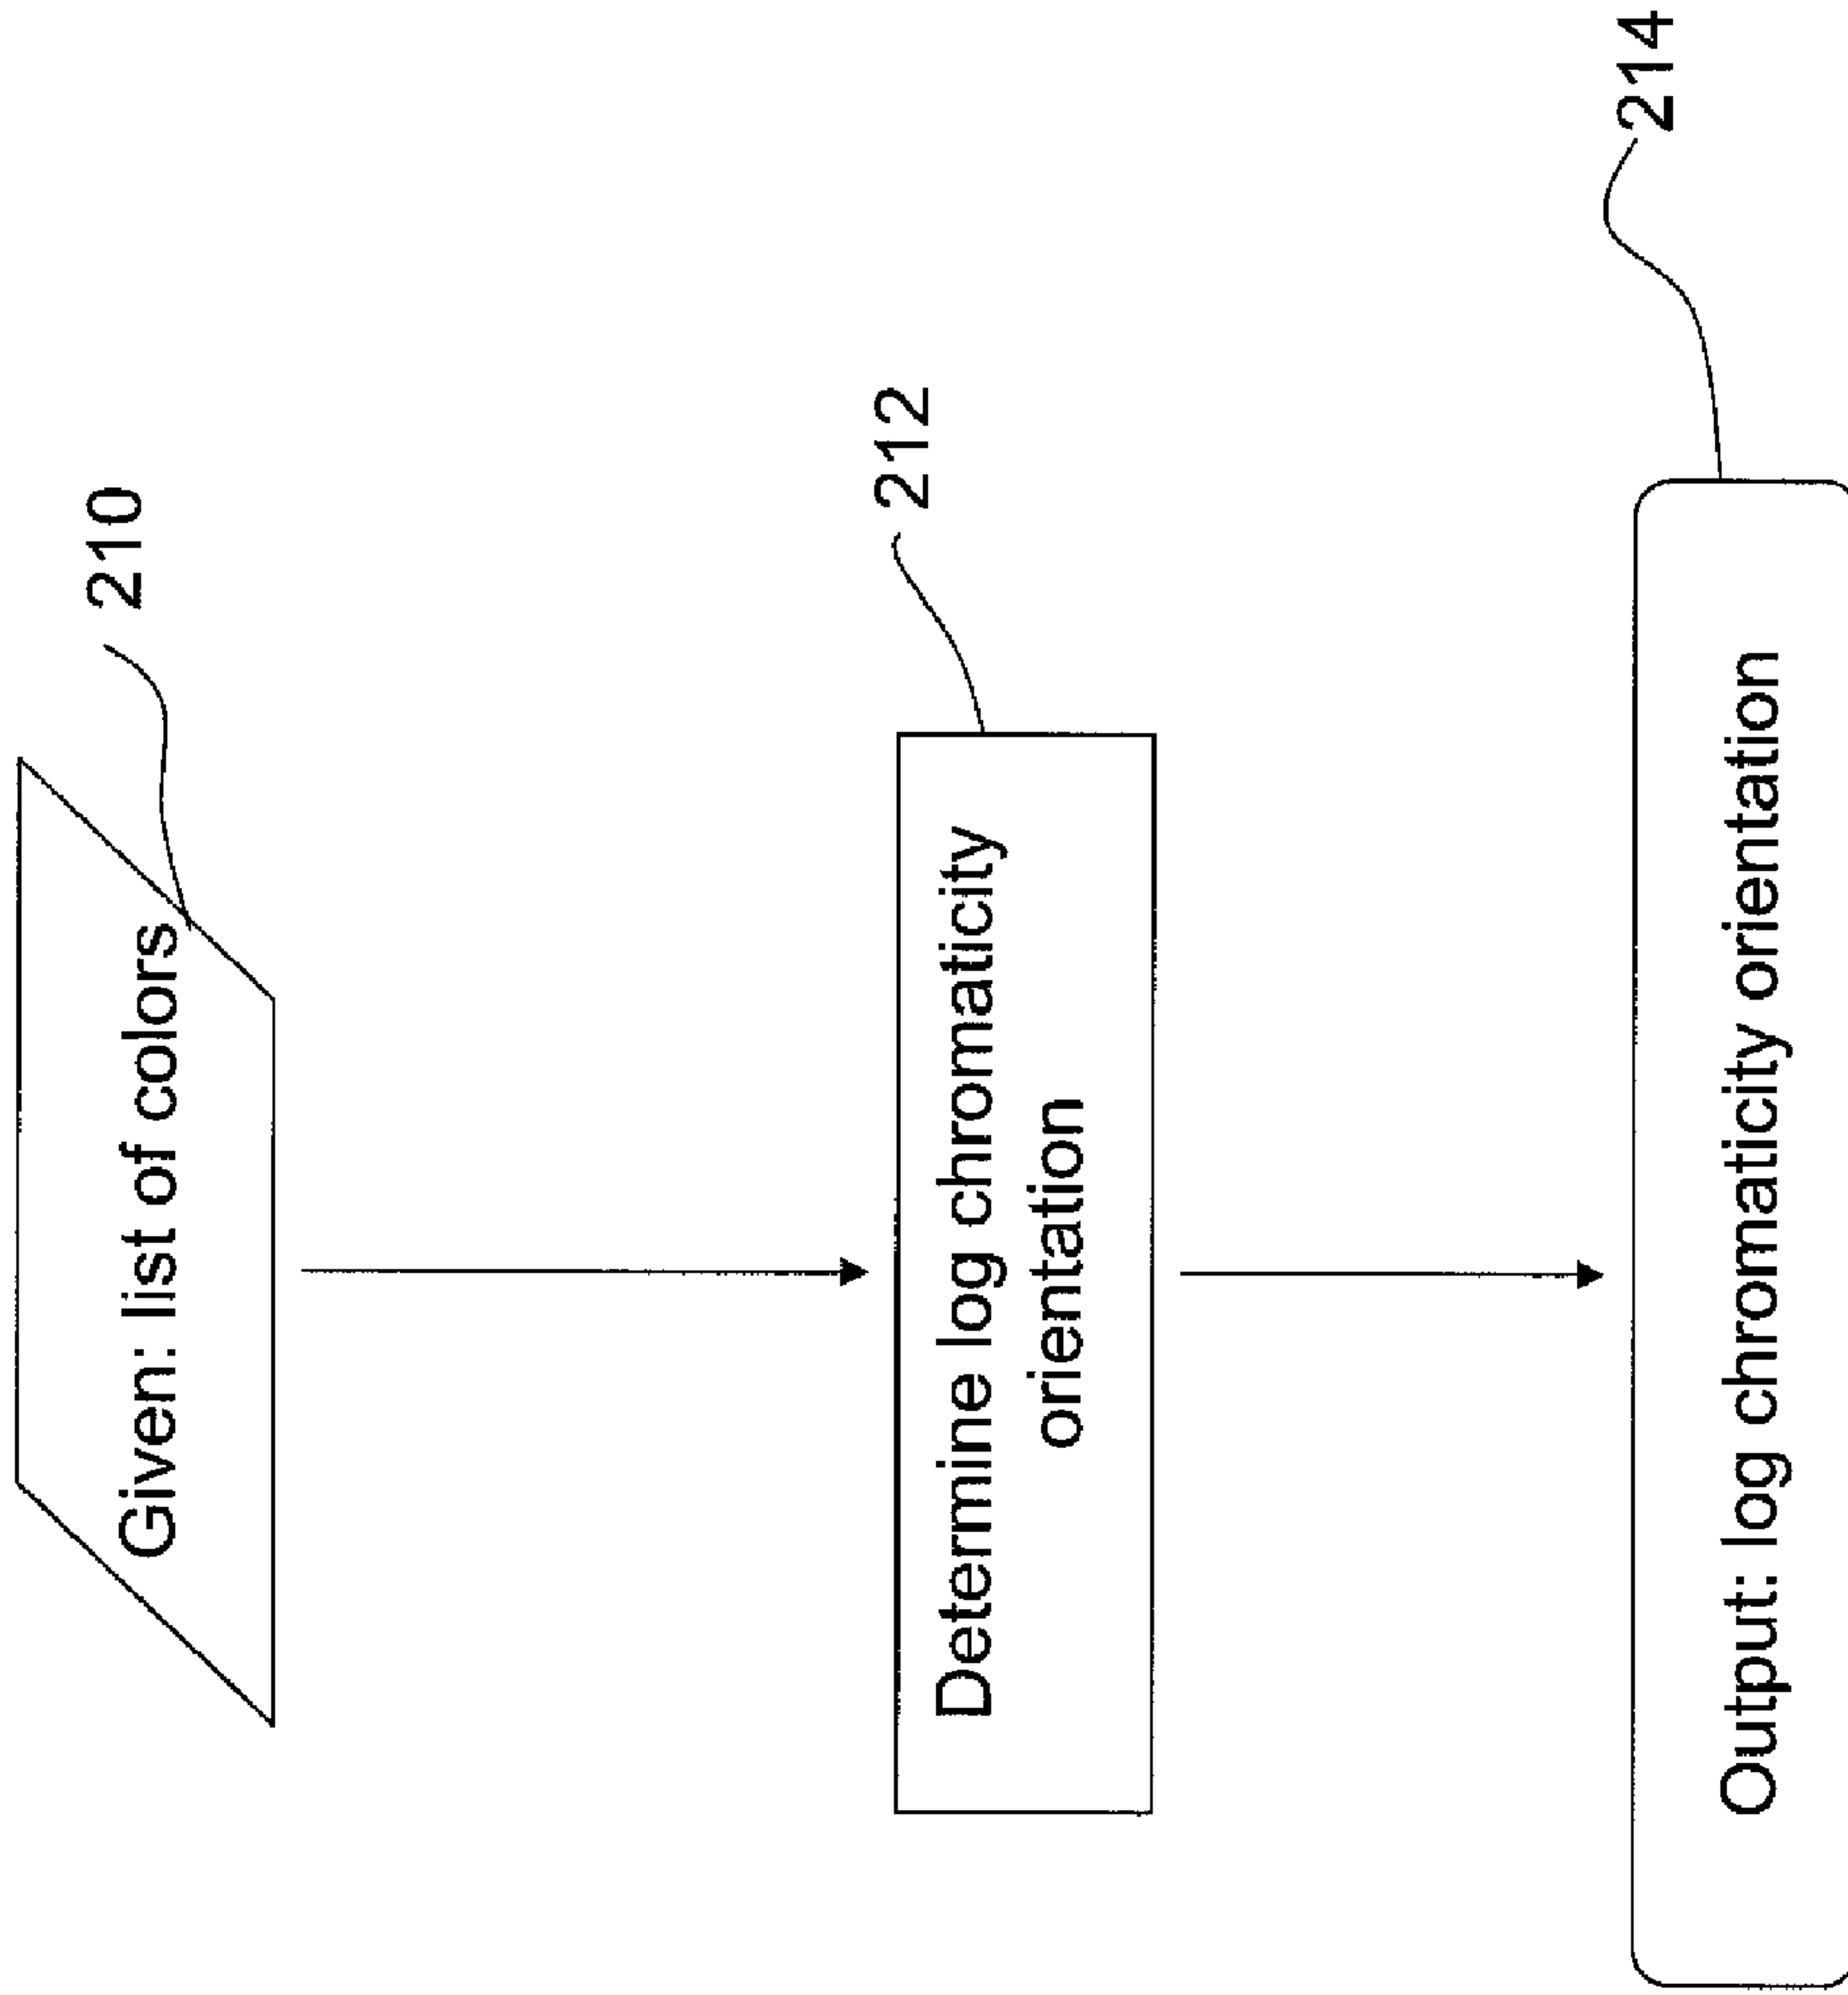 210
Given: list of colors
212
Determine log chromaticity
orientation
214
Output: log chromaticity orientation